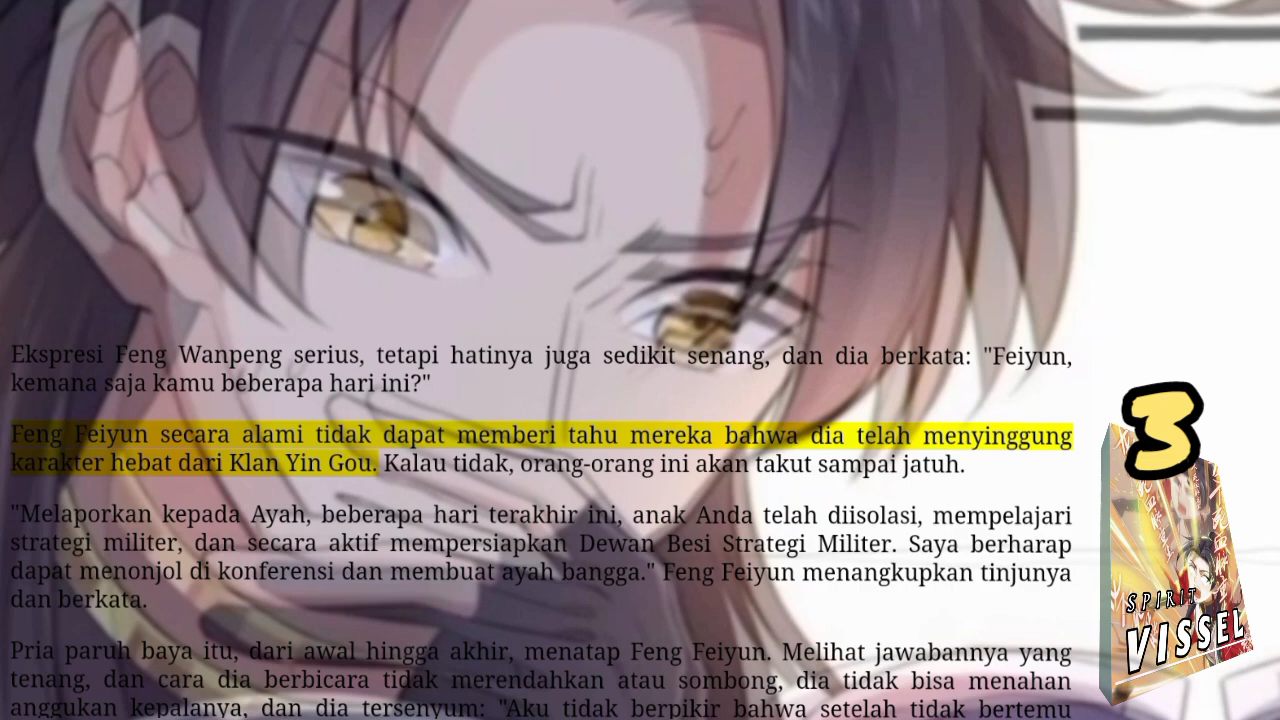 Ekspresi Feng Wanpeng serius, tetapi hatinya juga sedikit senang, dan dia berkata: "Feiyun,
kemana saja kamu beberapa hari ini?"
Feng Feiyun secara alami tidak dapat memberi tahu mereka bahwa dia telah menyinggung
karakter hebat dari Klan Yin Gou. Kalau tidak, orang-orang ini akan takut sampai jatuh.
"Melaporkan kepada Ayah, beberapa hari terakhir ini, anak Anda telah diisolasi, mempelajari
strategi militer, dan secara aktif mempersiapkan Dewan Besi Strategi Militer. Saya berharap
dapat menonjol di konferensi dan membuat ayah bangga." Feng Feiyun menangkupkan tinjunya
dan berkata.
Pria paruh baya itu, dari awal hingga akhir, menatap Feng Feiyun. Melihat jawabannya yang
tenang, dan cara dia berbicara tidak merendahkan atau sombong, dia tidak bisa menahan
anggukan kepalanya, dan dia tersenyum: "Aku tidak berpikir bahwa setelah tidak bertemu
3
SPIRIT
VISSEL